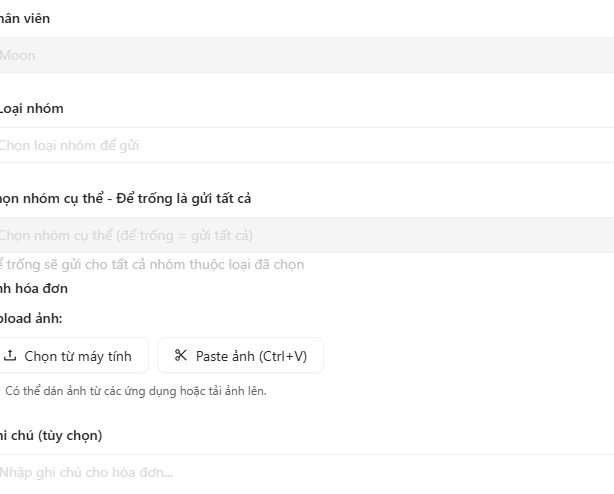 hân viên
Moon
Loại nhóm
Chọn loại nhóm để gửi
họn nhóm cụ thể - Để trống là gửi tất cả
Chọn nhóm cụ thể (để trống = gửi tất cả)
ể trống sẽ gửi cho tất cả nhóm thuộc loại đã chọn
nh hóa đơn
pload ảnh:
Chọn từ máy tính
Paste ảnh (Ctrl+V)
Có thể dán ảnh từ các ứng dụng hoặc tải ảnh lên.
hi chú (tùy chọn)
Nhập ghi chú cho hóa đơn...